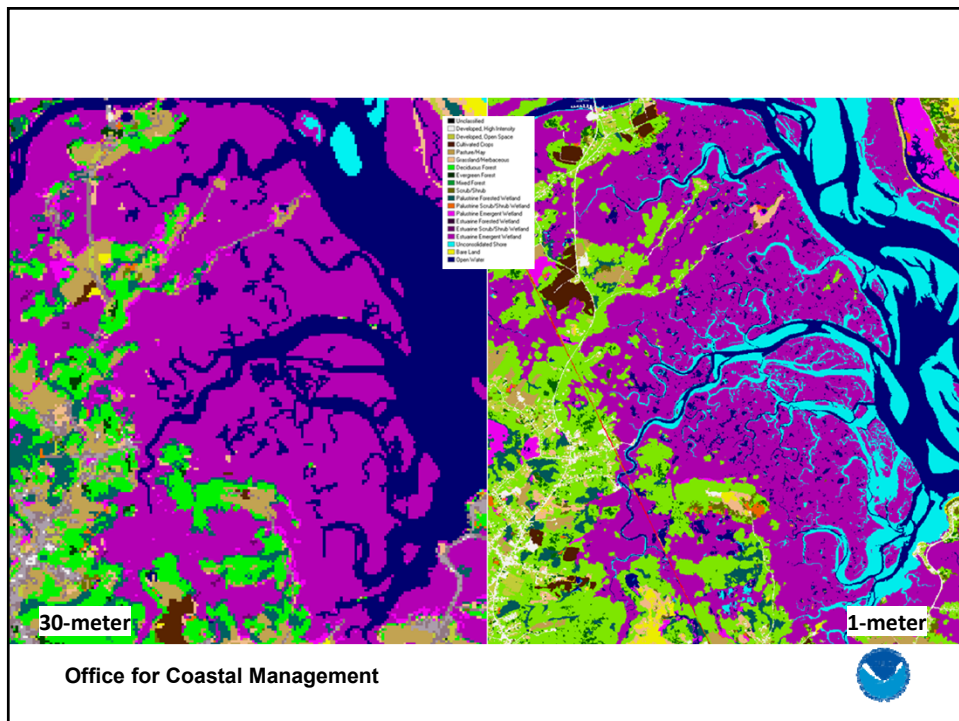 Unclassified
Developed, High Intensity
Developed, Open Space
Cultivated Crops
Pasture/Hay
Grassland/Herbaceous
Deciduous Forest
Evergreen Forest
Mixed Forest
Scrub/Shrub
Palustrine Forested Wetland
Palustrine Scrub/Shrub Wetland
Palustrine Emergent Wetland
Estuarine Forested Wetland
Estuarine Scrub/Shrub Wetland
Estuarine Emergent Wetland
Unconsolidated Shore
Bare Land
Open Water
30-meter
1-meter
Office for Coastal Management